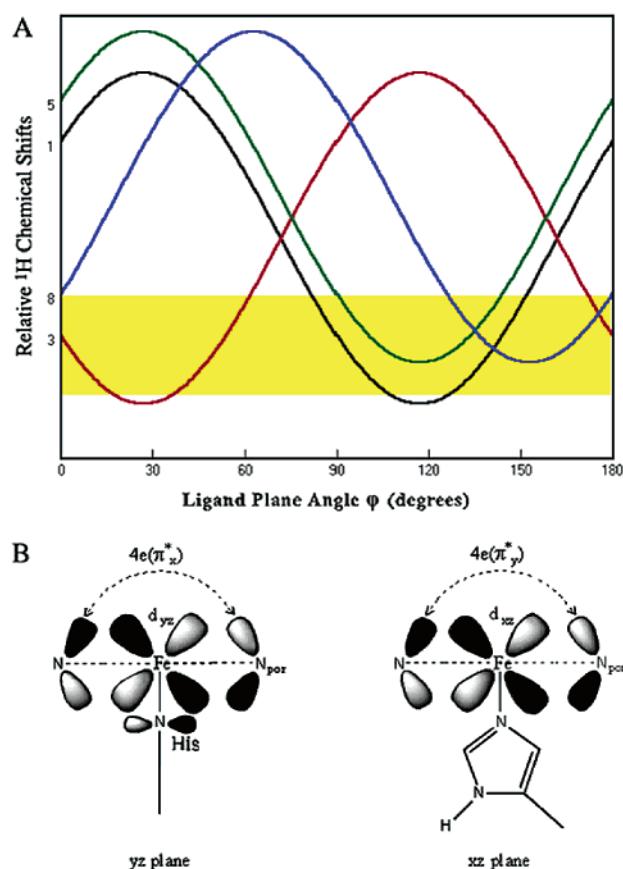 A
Relative ¹H Chemical Shifts
5
1
8
3
0 30 60 90 120 150 180
Ligand Plane Angle φ (degrees)
B
4e(π*x) 4e(π*y)
dyz dxz
N Fe Npor N Fe Npor
N N
His
N
H
yz plane xz plane